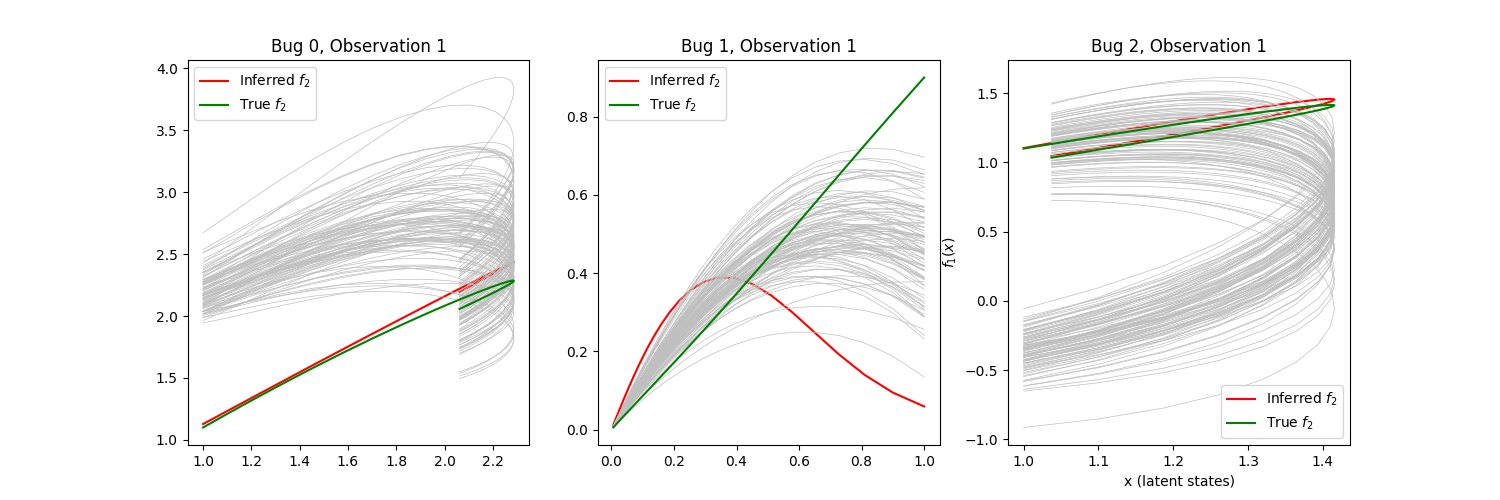 Bug 0, Observation 1
Inferred f₂
True f₂
4.0
3.5
3.0
2.5
2.0
1.5
1.0
1.0 1.2 1.4 1.6 1.8 2.0 2.2
Bug 1, Observation 1
Inferred f₂
True f₂
0.8
0.6
0.4
0.2
0.0
0.0 0.2 0.4 0.6 0.8 1.0
Bug 2, Observation 1
f₁(x)
1.5
1.0
0.5
0.0
−0.5
−1.0
Inferred f₂
True f₂
1.0 1.1 1.2 1.3 1.4
x (latent states)